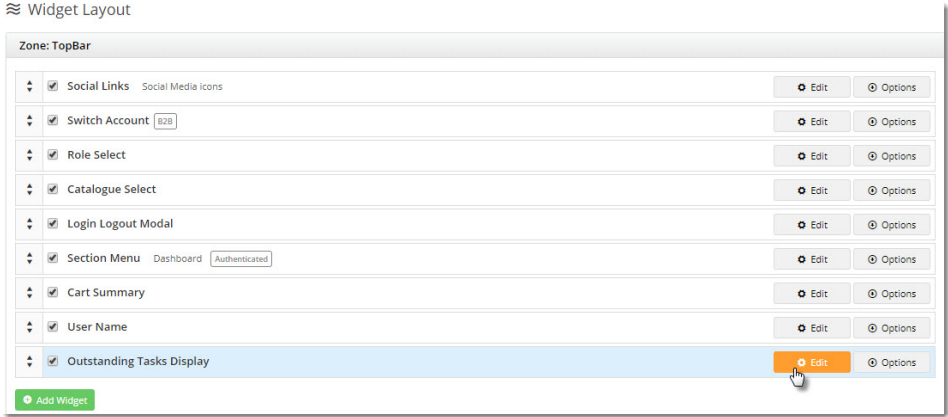 Widget Layout
Zone: TopBar
Social Links Social Media icons Edit Options
Switch Account B2B Edit Options
Role Select Edit Options
Catalogue Select Edit Options
Login Logout Modal Edit Options
Section Menu Dashboard Authenticated Edit Options
Cart Summary Edit Options
User Name Edit Options
Outstanding Tasks Display Edit Options
Add Widget